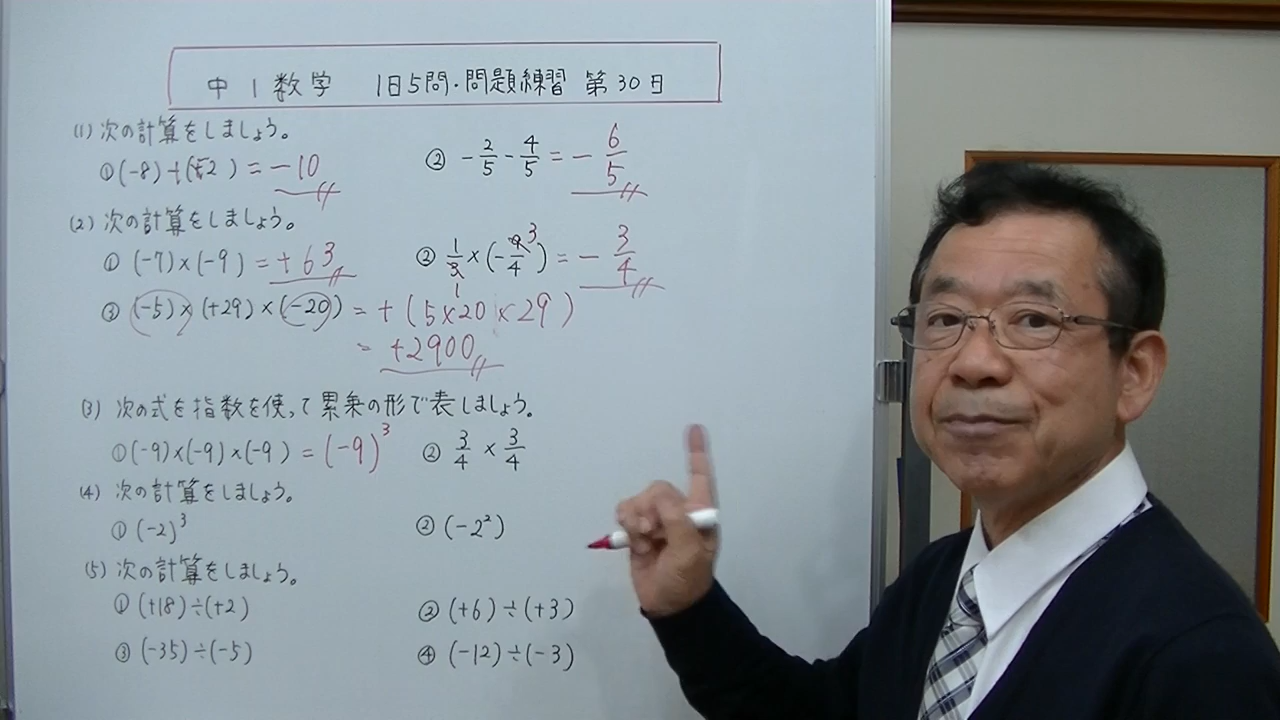 中1数学 1日5問・問題練習 第30日
(1) 次の計算をしましょう。
① (-8)+(-2) = -10 ② -2/5 - 4/5 = -6/5
(2) 次の計算をしましょう。
① (-7)×(-9) = +63 ② 1/3 × (-9/4) = -3/4
3
1
③ (-5)×(+29)×(-20) = +(5×20×29)
= +2900
(3) 次の式を指数を使って累乗の形で表しましょう。
① (-9)×(-9)×(-9) = (-9)³ ② 3/4 × 3/4
(4) 次の計算をしましょう。
① (-2)³ ② (-2²)
(5) 次の計算をしましょう。
① (+18)÷(+2) ② (+6)÷(+3)
③ (-35)÷(-5) ④ (-12)÷(-3)